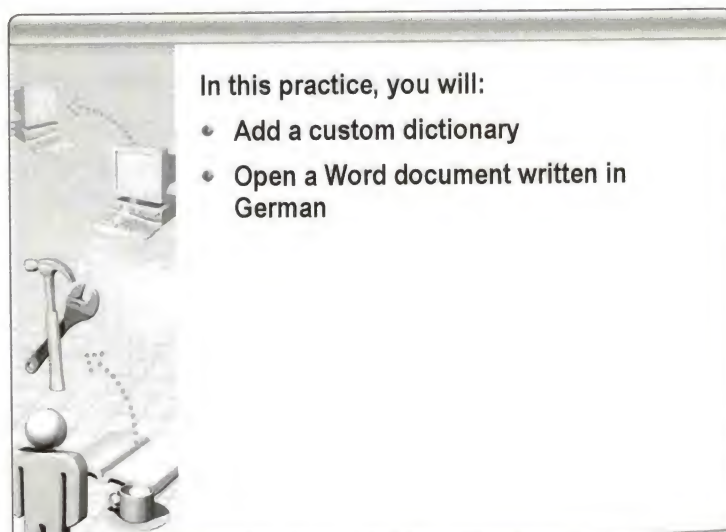 In this practice, you will:
• Add a custom dictionary
• Open a Word document written in
German